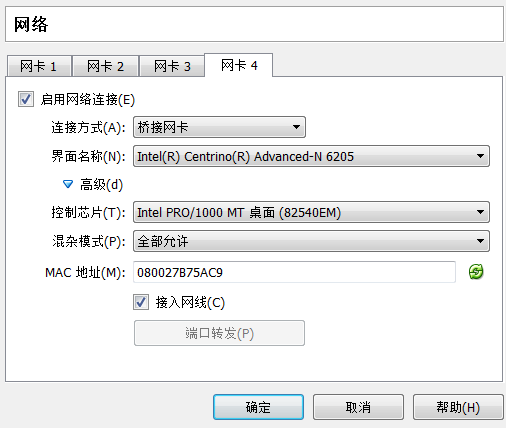 网络
网卡 1 网卡 2 网卡 3 网卡 4
启用网络连接(E)
连接方式(A): 桥接网卡
界面名称(N): Intel(R) Centrino(R) Advanced-N 6205
高级(d)
控制芯片(T): Intel PRO/1000 MT 桌面 (82540EM)
混杂模式(P): 全部允许
MAC 地址(M): 080027B75AC9
接入网线(C)
端口转发(P)
确定 取消 帮助(H)